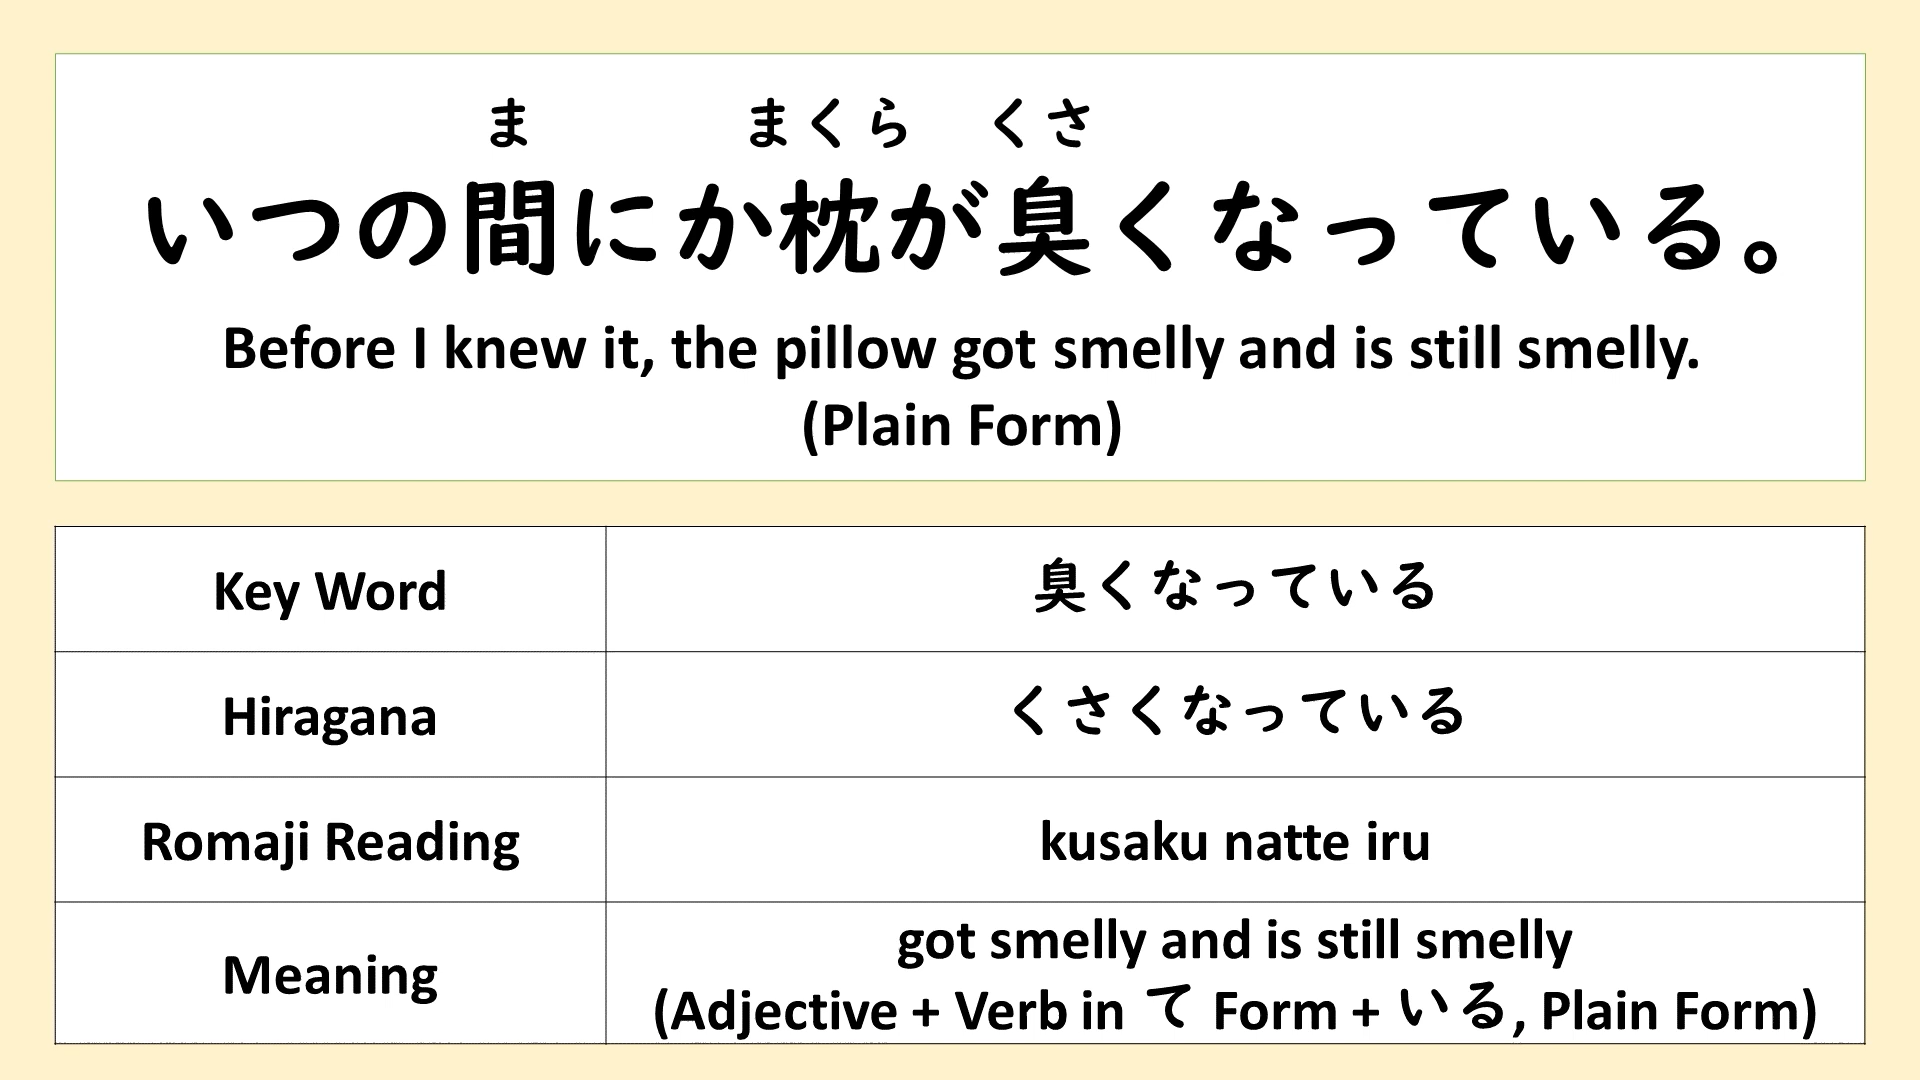 ま まくら くさ
いつの間にか枕が臭くなっている。
Before I knew it, the pillow got smelly and is still smelly.
(Plain Form)
Key Word 臭くなっている
Hiragana くさくなっている
Romaji Reading kusaku natte iru
Meaning got smelly and is still smelly
(Adjective + Verb in て Form + いる, Plain Form)